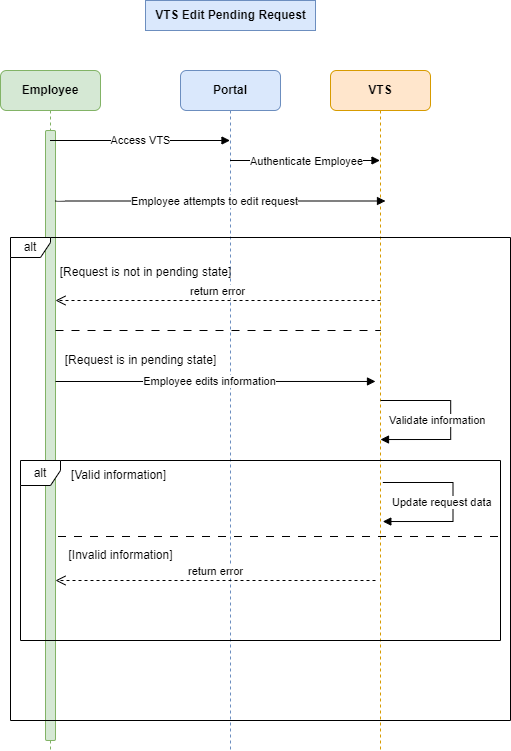 VTS Edit Pending Request
Employee
Portal
VTS
Access VTS
Authenticate Employee
Employee attempts to edit request
alt
[Request is not in pending state]
return error
[Request is in pending state]
Employee edits information
Validate information
alt
[Valid information]
Update request data
[Invalid information]
return error